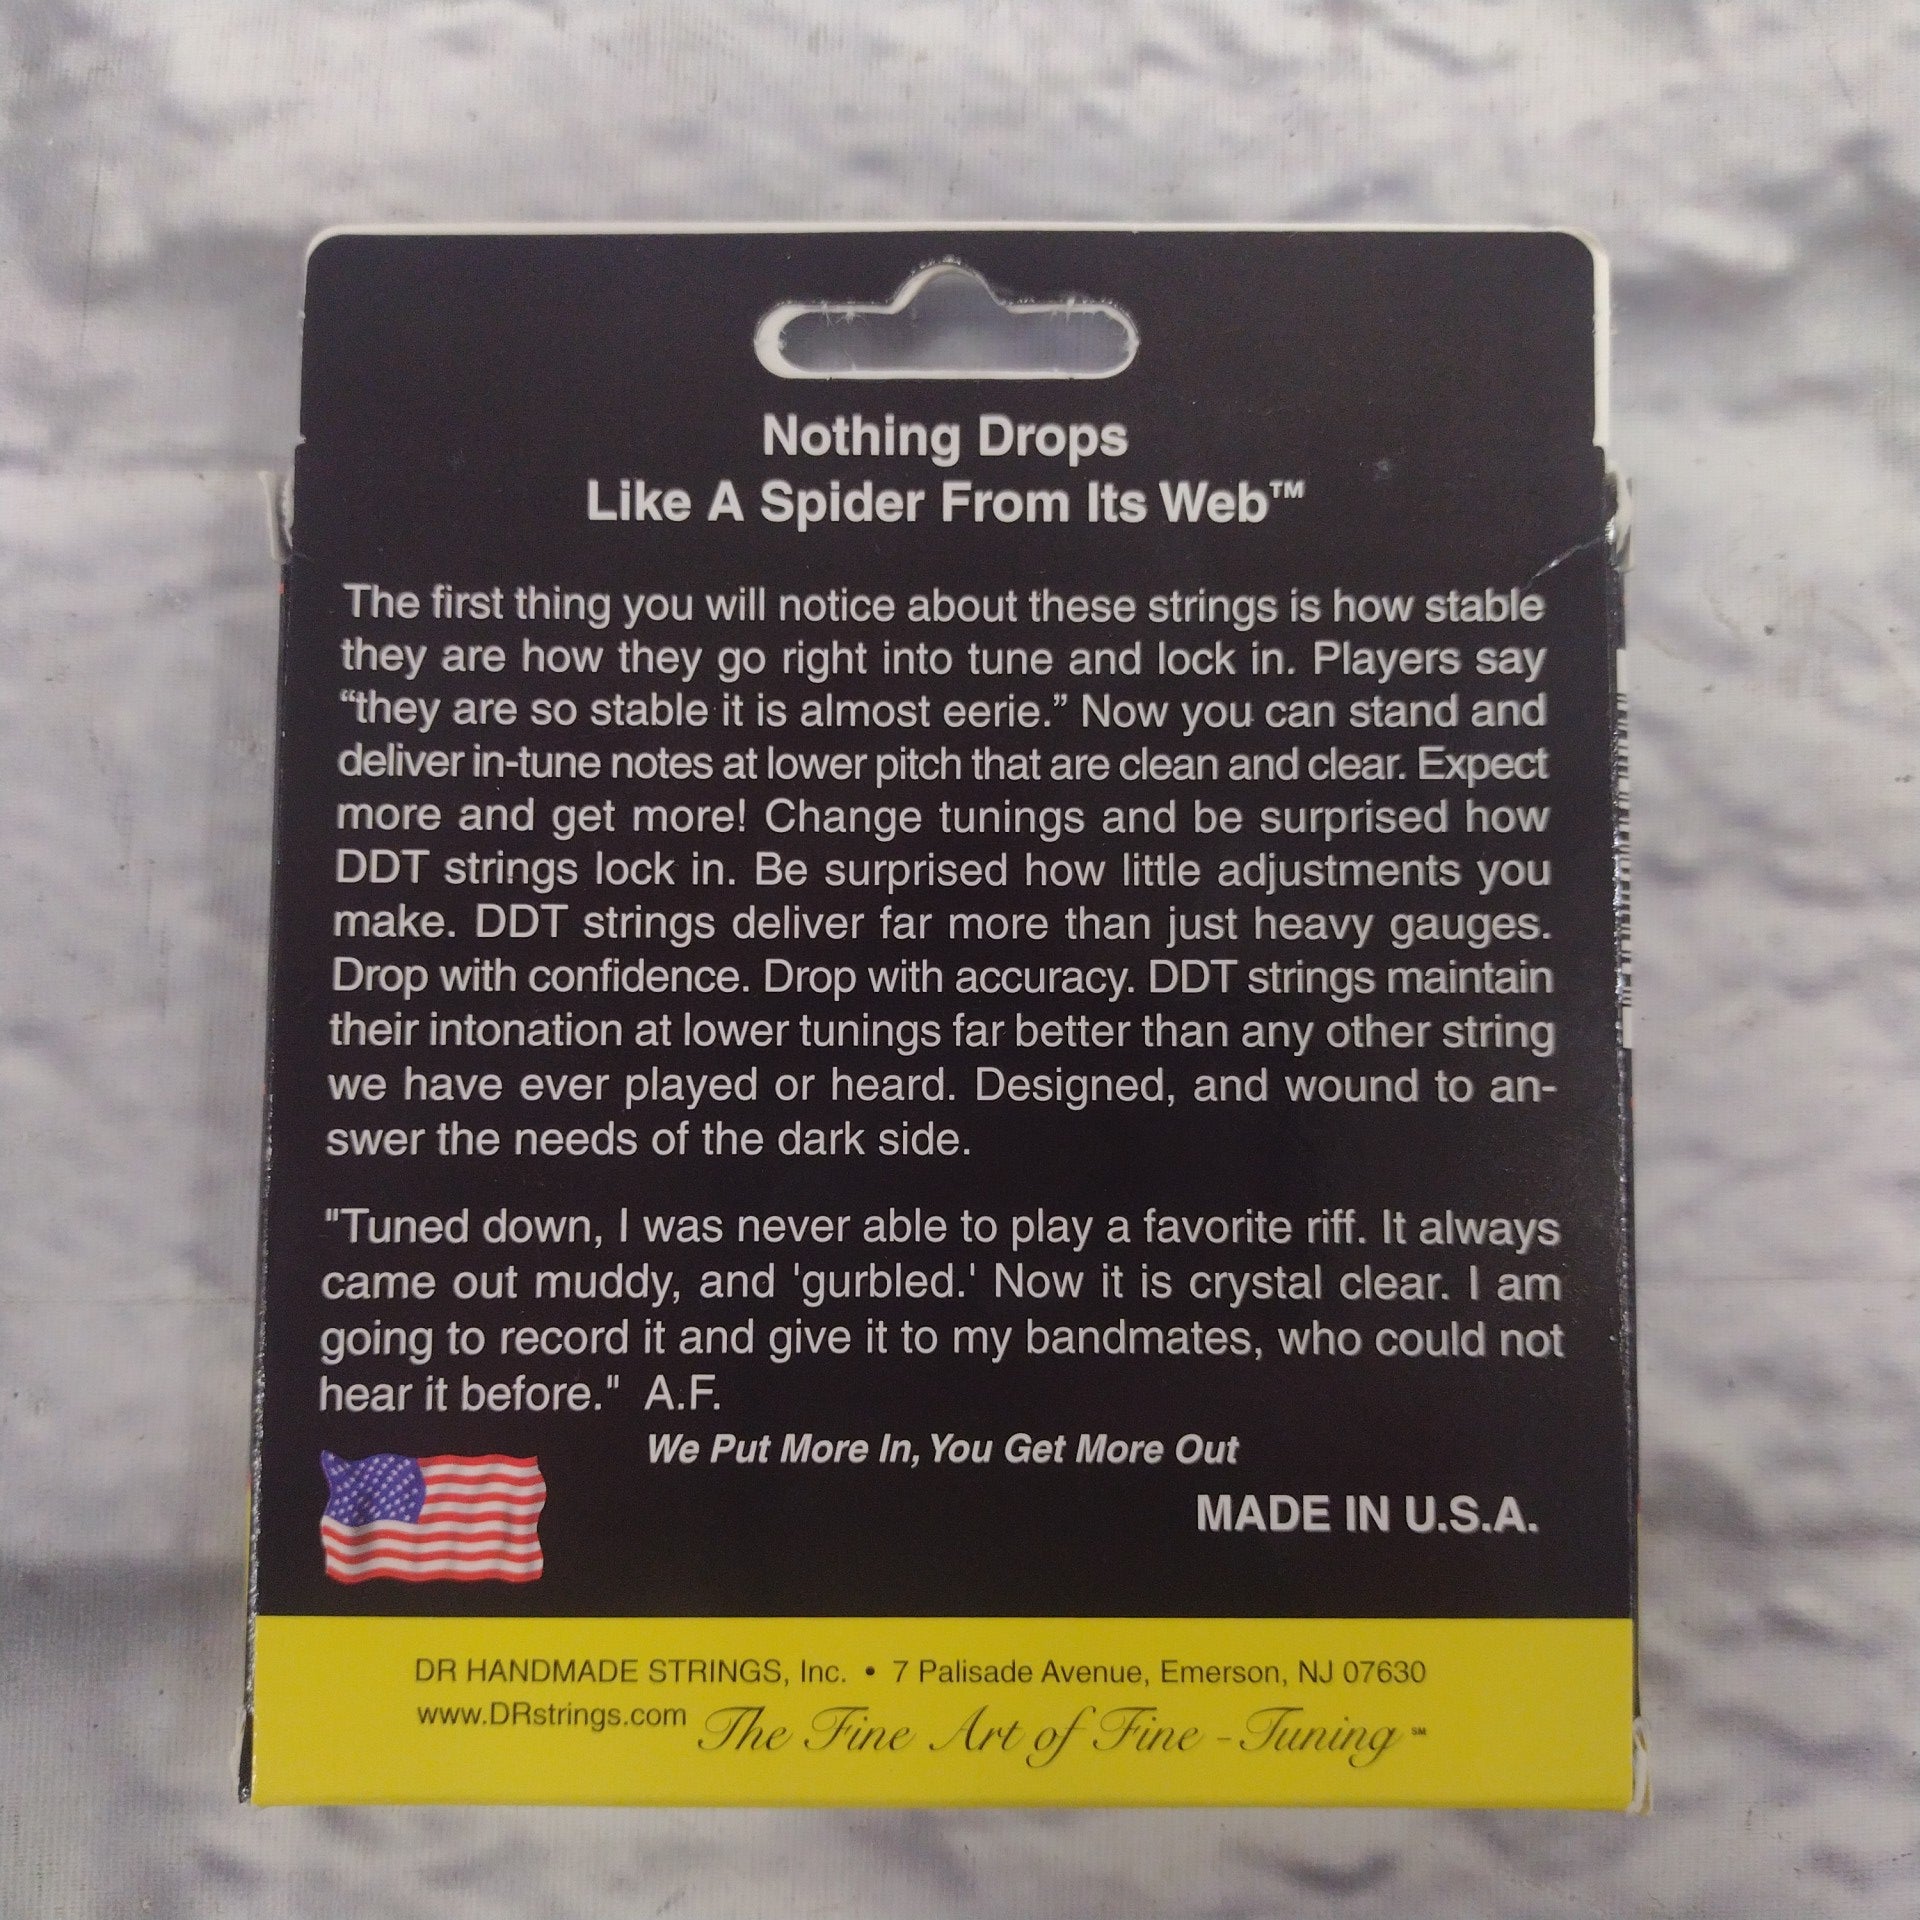 Nothing Drops
Like A Spider From Its Web™
The first thing you will notice about these strings is how stable
they are how they go right into tune and lock in. Players say
“they are so stable it is almost eerie.” Now you can stand and
deliver in-tune notes at lower pitch that are clean and clear. Expect
more and get more! Change tunings and be surprised how
DDT strings lock in. Be surprised how little adjustments you
make. DDT strings deliver far more than just heavy gauges.
Drop with confidence. Drop with accuracy. DDT strings maintain
their intonation at lower tunings far better than any other string
we have ever played or heard. Designed, and wound to an-
swer the needs of the dark side.
"Tuned down, I was never able to play a favorite riff. It always
came out muddy, and 'gurbled.' Now it is crystal clear. I am
going to record it and give it to my bandmates, who could not
hear it before." A.F.
We Put More In, You Get More Out
MADE IN U.S.A.
DR HANDMADE STRINGS, Inc. • 7 Palisade Avenue, Emerson, NJ 07630
www.DRstrings.com The Fine Art of Fine-Tuning℠